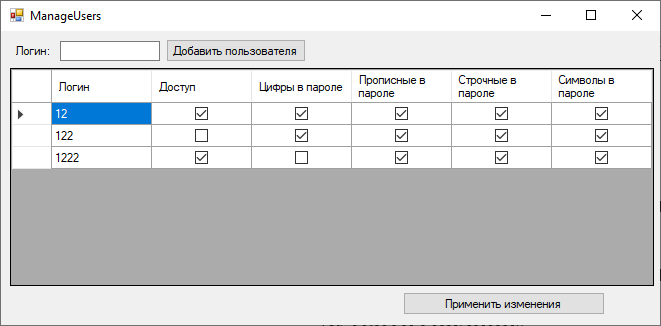 ManageUsers
Логин: Добавить пользователя
Логин Доступ Цифры в пароле Прописные в пароле Строчные в пароле Символы в пароле
12
122
1222
Применить изменения